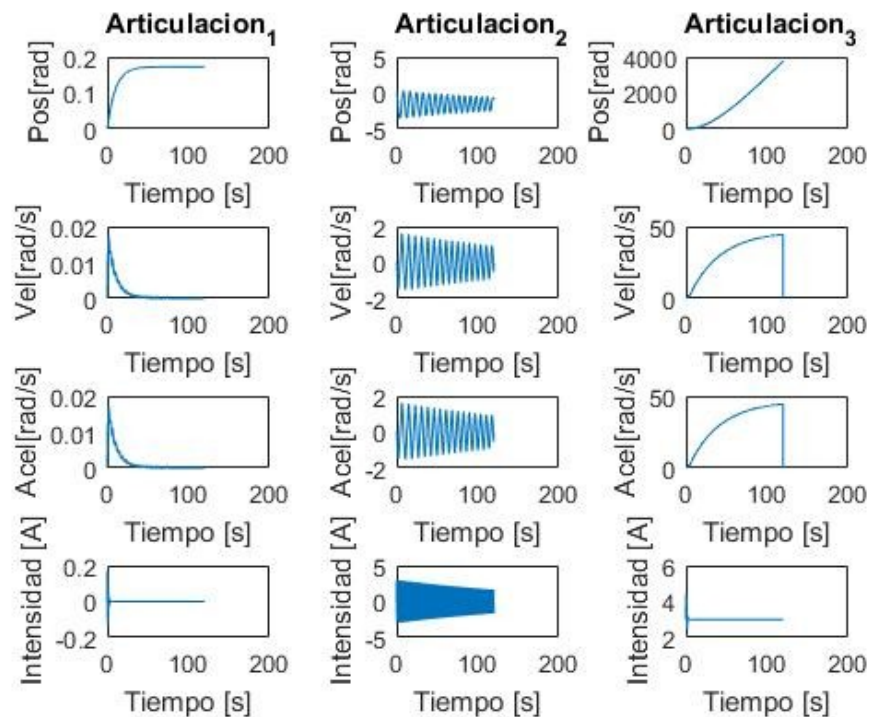 Articulacion1 Articulacion2 Articulacion3
Pos[rad] 0.2 0.1 0 0 100 200 Tiempo [s]
Pos[rad] 5 0 -5 0 100 200 Tiempo [s]
Pos[rad] 4000 2000 0 0 100 200 Tiempo [s]
Vel[rad/s] 0.02 0.01 0 0 100 200 Tiempo [s]
Vel[rad/s] 2 0 -2 0 100 200 Tiempo [s]
Vel[rad/s] 50 0 0 100 200 Tiempo [s]
Acel[rad/s] 0.02 0.01 0 0 100 200 Tiempo [s]
Acel[rad/s] 2 0 -2 0 100 200 Tiempo [s]
Acel[rad/s] 50 0 0 100 200 Tiempo [s]
Intensidad [A] 0.2 0 -0.2 0 100 200 Tiempo [s]
Intensidad [A] 5 0 -5 0 100 200 Tiempo [s]
Intensidad [A] 6 4 2 0 100 200 Tiempo [s]